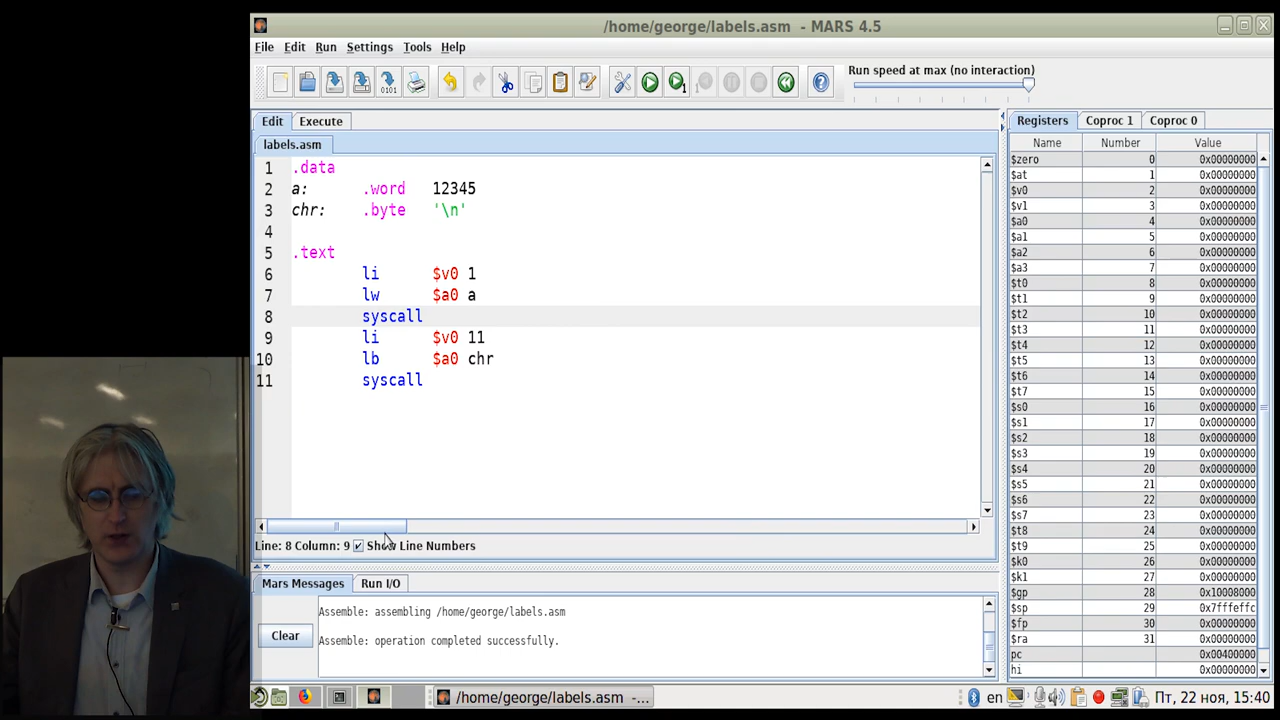 /home/george/labels.asm - MARS 4.5
File Edit Run Settings Tools Help
Run speed at max (no interaction)
Edit Execute
labels.asm
1 .data
2 a: .word 12345
3 chr: .byte '\n'
4
5 .text
6 li $v0 1
7 lw $a0 a
8 syscall
9 li $v0 11
10 lb $a0 chr
11 syscall
Line: 8 Column: 9 Show Line Numbers
Mars Messages Run I/O
Clear
Assemble: assembling /home/george/labels.asm
Assemble: operation completed successfully.
Registers Coproc 1 Coproc 0
Name Number Value
$zero 0 0x00000000
$at 1 0x00000000
$v0 2 0x00000000
$v1 3 0x00000000
$a0 4 0x00000000
$a1 5 0x00000000
$a2 6 0x00000000
$a3 7 0x00000000
$t0 8 0x00000000
$t1 9 0x00000000
$t2 10 0x00000000
$t3 11 0x00000000
$t4 12 0x00000000
$t5 13 0x00000000
$t6 14 0x00000000
$t7 15 0x00000000
$s0 16 0x00000000
$s1 17 0x00000000
$s2 18 0x00000000
$s3 19 0x00000000
$s4 20 0x00000000
$s5 21 0x00000000
$s6 22 0x00000000
$s7 23 0x00000000
$t8 24 0x00000000
$t9 25 0x00000000
$k0 26 0x00000000
$k1 27 0x00000000
$gp 28 0x10008000
$sp 29 0x7fffeffc
$fp 30 0x00000000
$ra 31 0x00000000
pc 0x00400000
hi 0x00000000
/home/george/labels.asm -...
en Пт, 22 ноя, 15:40